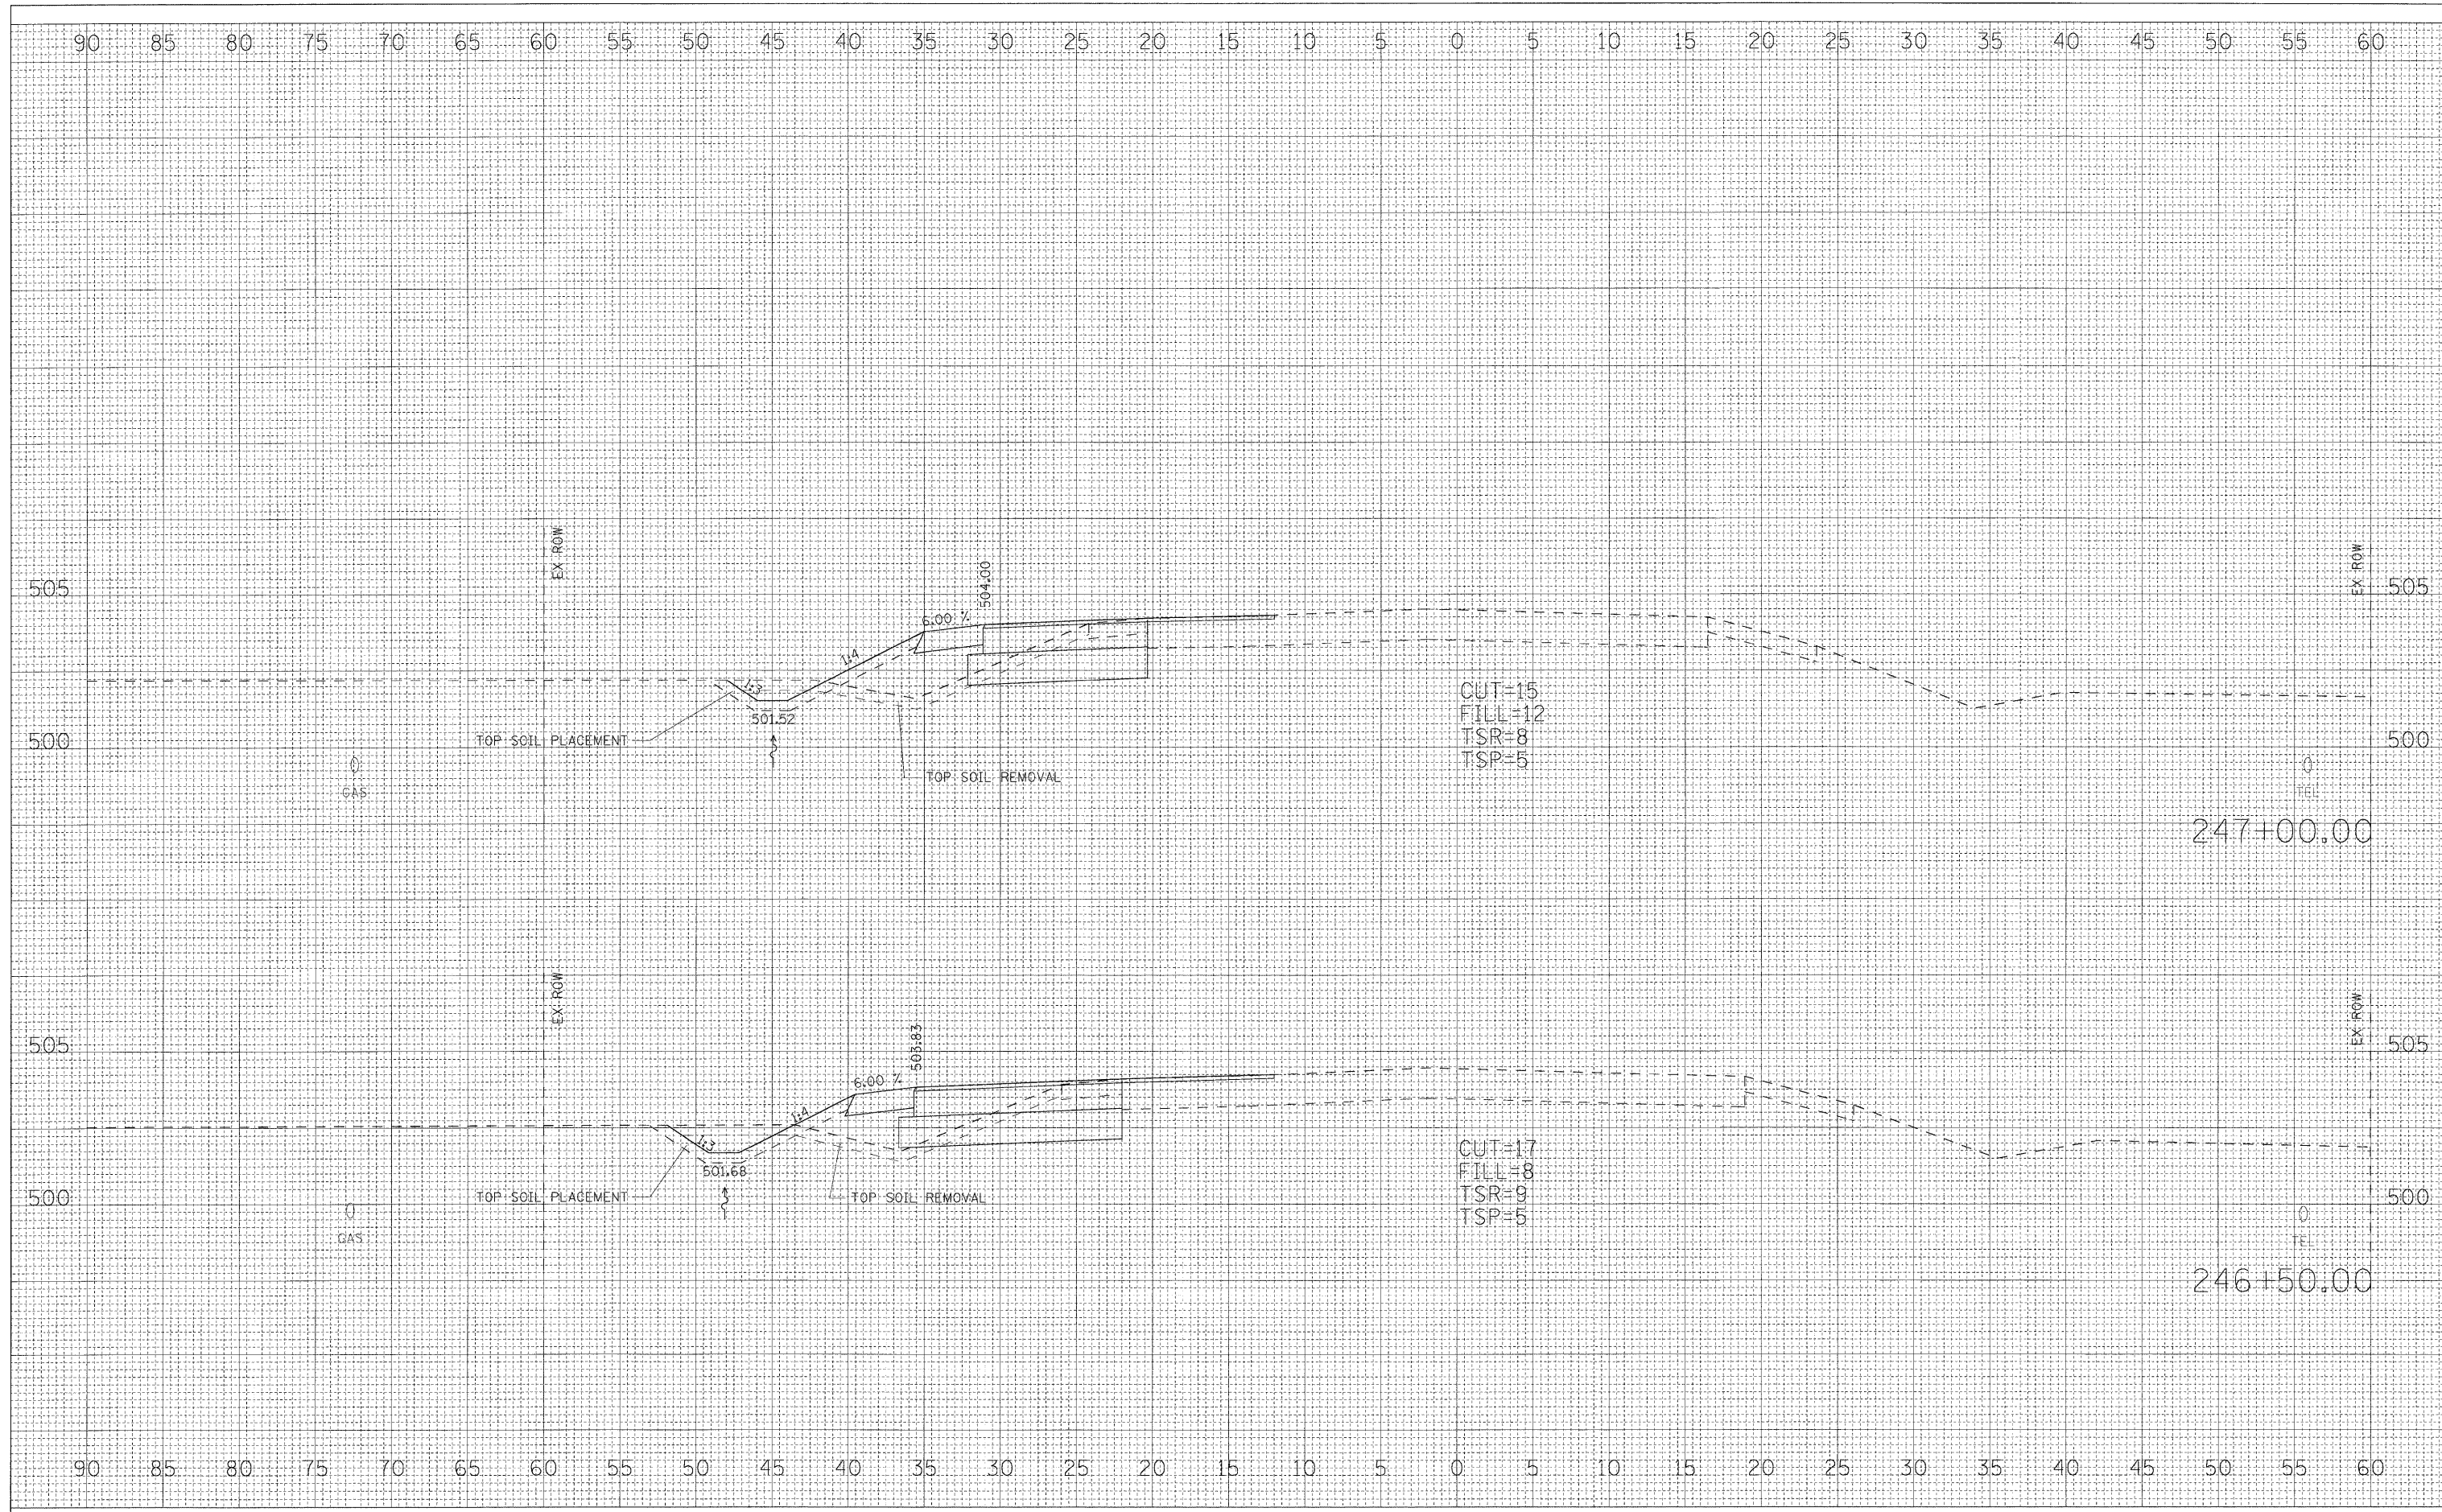 90 85 80 75 70 65 60 55 50 45 40 35 30 25 20 15 10 5 0 5 10 15 20 25 30 35 40 45 50 55 60
EX ROW
EX ROW
504.00
505
505
6.00 %
1:4
1:3
CUT=15
FILL=12
TSR=8
TSP=5
501.52
TOP SOIL PLACEMENT
500
500
TOP SOIL REMOVAL
GAS
TEL
247+00.00
EX ROW
EX ROW
503.83
505
505
6.00 %
1:4
1:3
CUT=17
FILL=8
TSR=9
TSP=5
501.68
TOP SOIL PLACEMENT
TOP SOIL REMOVAL
500
500
GAS
TEL
246+50.00
90 85 80 75 70 65 60 55 50 45 40 35 30 25 20 15 10 5 0 5 10 15 20 25 30 35 40 45 50 55 60